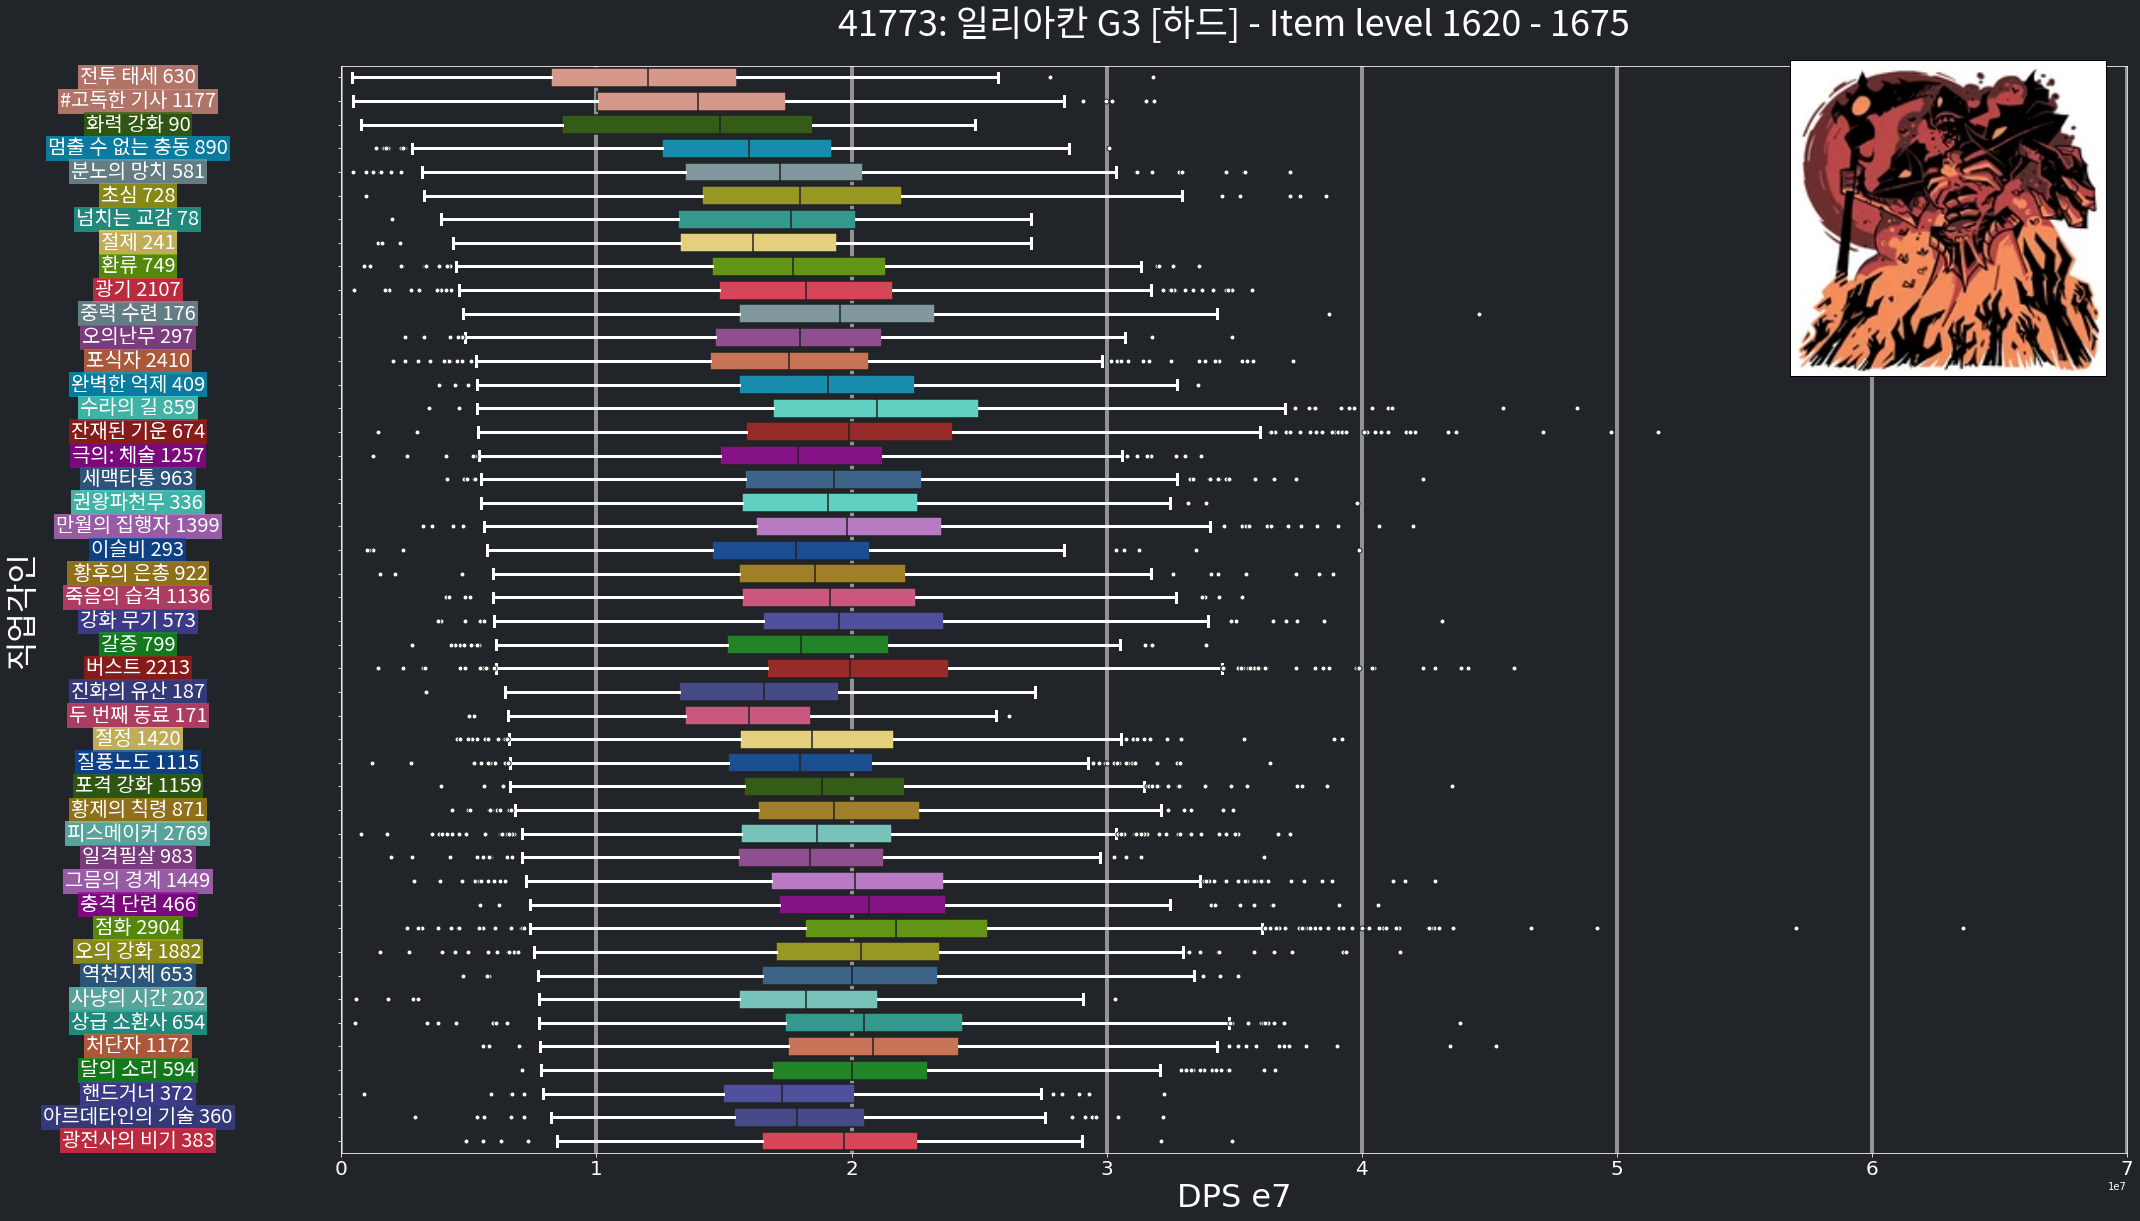 41773: 일리아칸 G3 [하드] - Item level 1620 - 1675
직업각인
전투 태세 630
#고독한 기사 1177
화력 강화 90
멈출 수 없는 충동 890
분노의 망치 581
초심 728
넘치는 교감 78
절제 241
환류 749
광기 2107
중력 수련 176
오의난무 297
포식자 2410
완벽한 억제 409
수라의 길 859
잔재된 기운 674
극의: 체술 1257
세맥타통 963
권왕파천무 336
만월의 집행자 1399
이슬비 293
황후의 은총 922
죽음의 습격 1136
강화 무기 573
갈증 799
버스트 2213
진화의 유산 187
두 번째 동료 171
절정 1420
질풍노도 1115
포격 강화 1159
황제의 칙령 871
피스메이커 2769
일격필살 983
그믐의 경계 1449
충격 단련 466
점화 2904
오의 강화 1882
역천지체 653
사냥의 시간 202
상급 소환사 654
처단자 1172
달의 소리 594
핸드거너 372
아르데타인의 기술 360
광전사의 비기 383
0 1 2 3 4 5 6 7
1e7
DPS e7